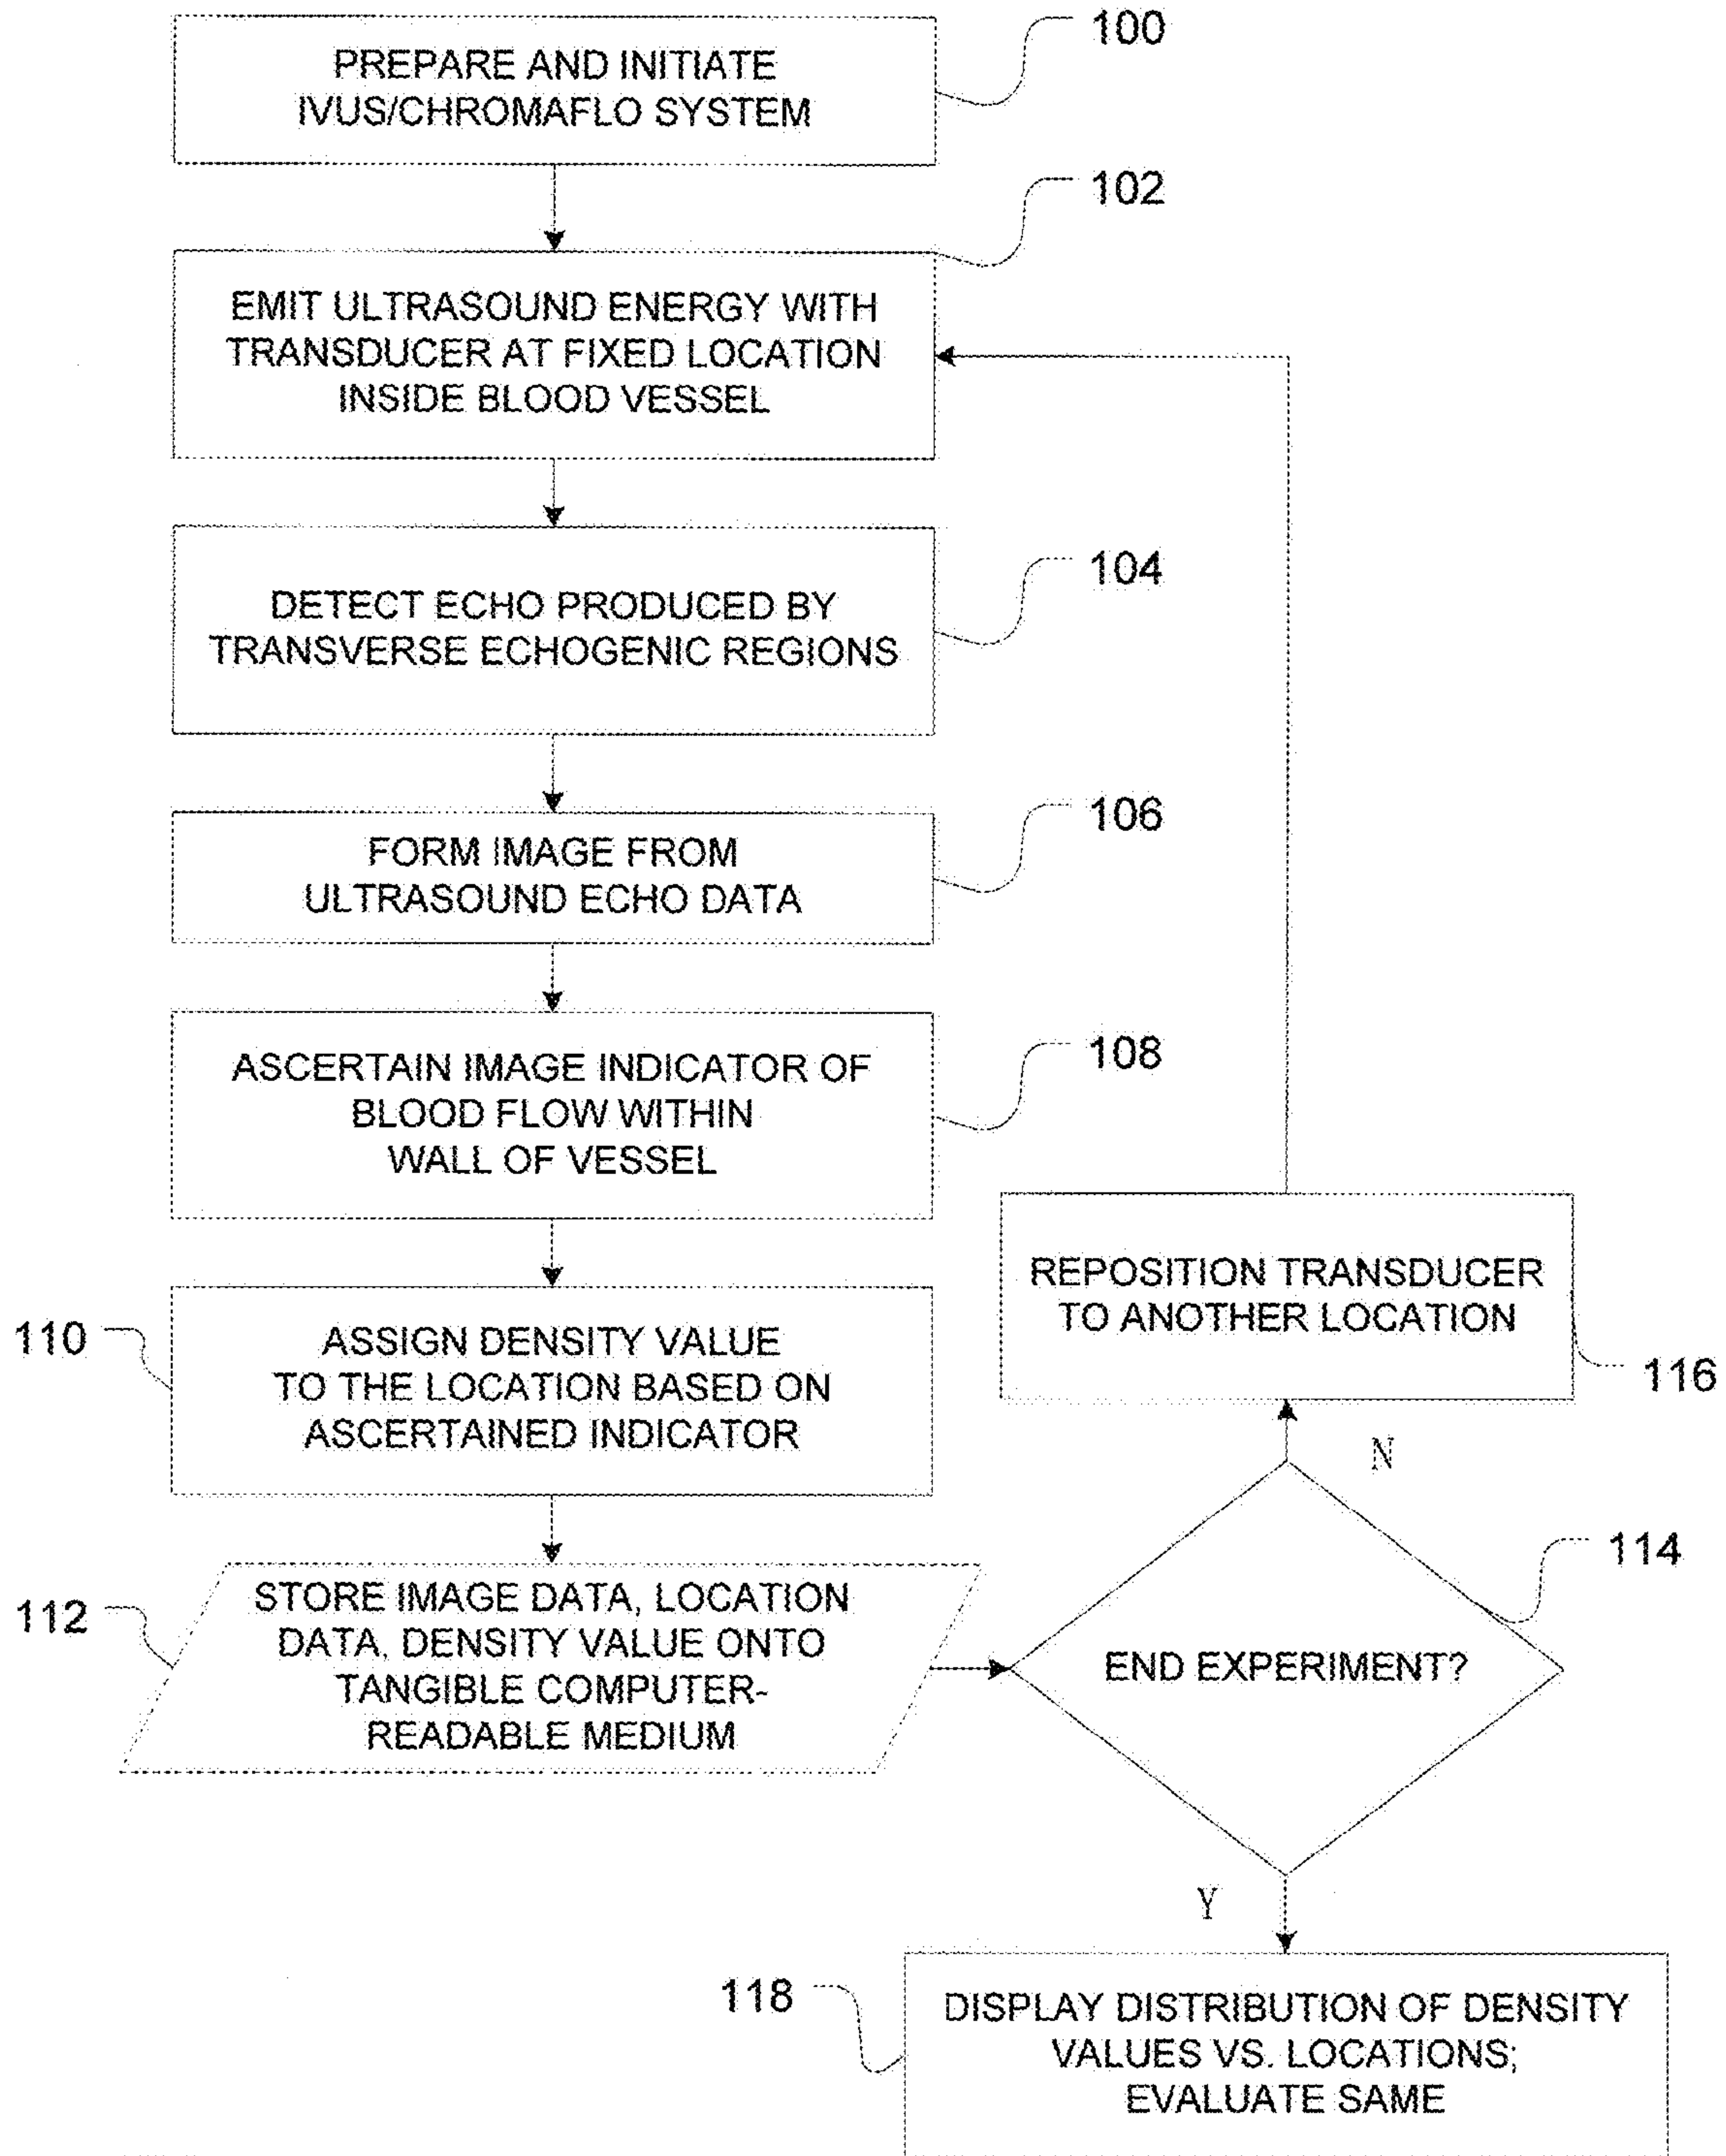 100
PREPARE AND INITIATE
IVUS/CHROMAFLO SYSTEM
102
EMIT ULTRASOUND ENERGY WITH
TRANSDUCER AT FIXED LOCATION
INSIDE BLOOD VESSEL
104
DETECT ECHO PRODUCED BY
TRANSVERSE ECHOGENIC REGIONS
106
FORM IMAGE FROM
ULTRASOUND ECHO DATA
108
ASCERTAIN IMAGE INDICATOR OF
BLOOD FLOW WITHIN
WALL OF VESSEL
110
ASSIGN DENSITY VALUE
TO THE LOCATION BASED ON
ASCERTAINED INDICATOR
112
STORE IMAGE DATA, LOCATION
DATA, DENSITY VALUE ONTO
TANGIBLE COMPUTER-
READABLE MEDIUM
114
END EXPERIMENT?
N
REPOSITION TRANSDUCER
TO ANOTHER LOCATION
116
Y
118
DISPLAY DISTRIBUTION OF DENSITY
VALUES VS. LOCATIONS;
EVALUATE SAME